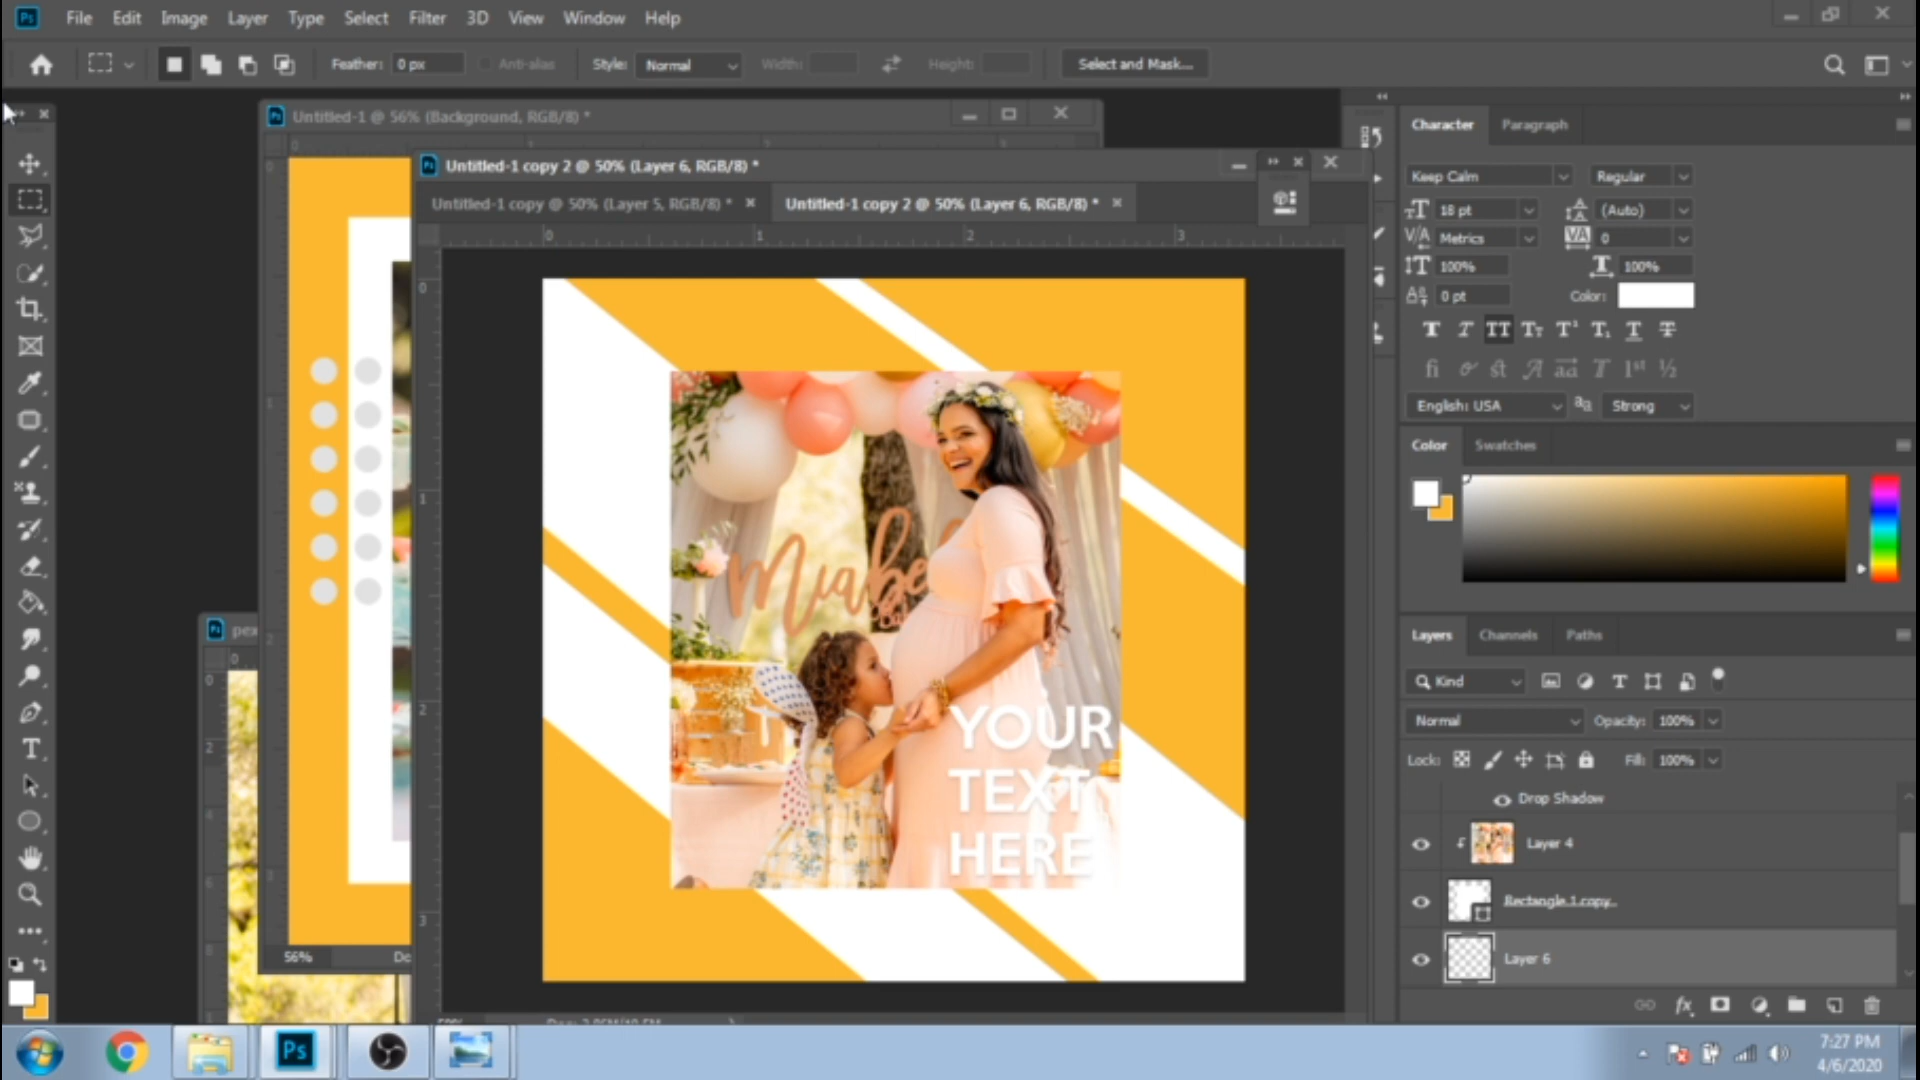 Ps File Edit Image Layer Type Select Filter 3D View Window Help
Feather: 0 px Anti-alias Style: Normal Width: Height: Select and Mask...
Untitled-1 @ 56% (Background, RGB/8) *
Untitled-1 copy 2 @ 50% (Layer 6, RGB/8) *
Untitled-1 copy @ 50% (Layer 5, RGB/8) * Untitled-1 copy 2 @ 50% (Layer 6, RGB/8) *
0 1 2 3
YOUR
TEXT
HERE
56%
Character Paragraph
Keep Calm Regular
18 pt (Auto)
Metrics 0
100% 100%
0 pt Color:
English: USA Strong
Color Swatches
Layers Channels Paths
Kind
Normal Opacity: 100%
Lock: Fill: 100%
Drop Shadow
Layer 4
Rectangle 1 copy...
Layer 6
7:27 PM
4/6/2020